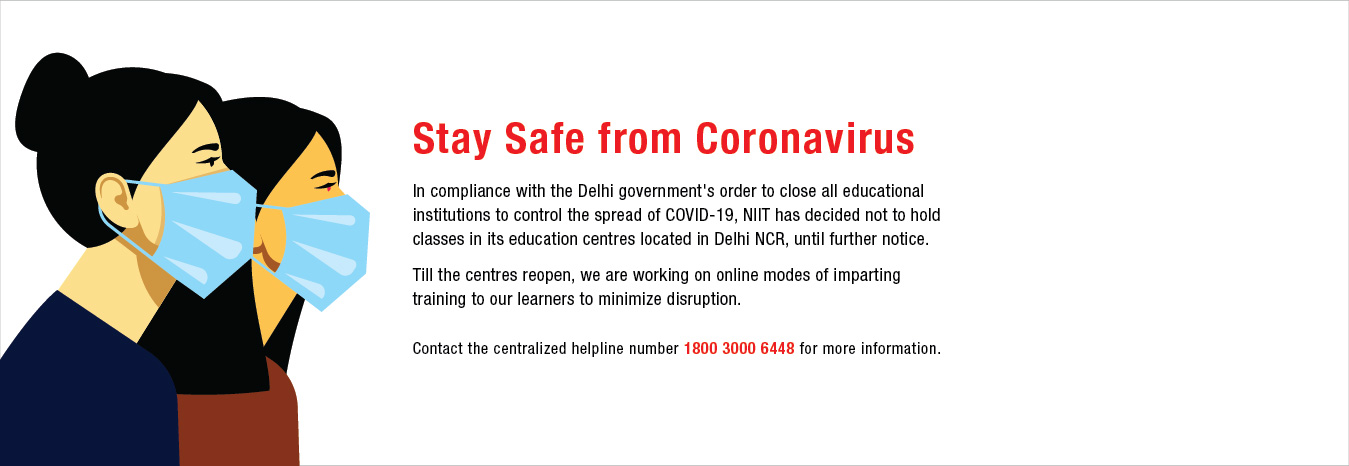 Stay Safe from Coronavirus
In compliance with the Delhi government's order to close all educational
institutions to control the spread of COVID-19, NIIT has decided not to hold
classes in its education centres located in Delhi NCR, until further notice.
Till the centres reopen, we are working on online modes of imparting
training to our learners to minimize disruption.
Contact the centralized helpline number 1800 3000 6448 for more information.